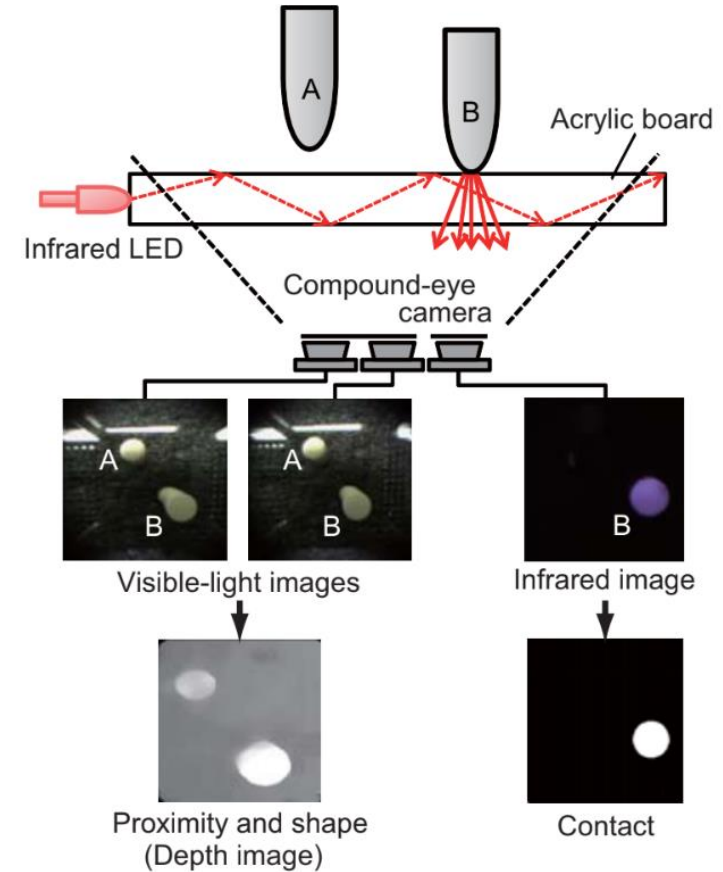 A
B
Acrylic board
Infrared LED
Compound-eye
camera
A
B
A
B
B
Visible-light images
Infrared image
Proximity and shape
(Depth image)
Contact